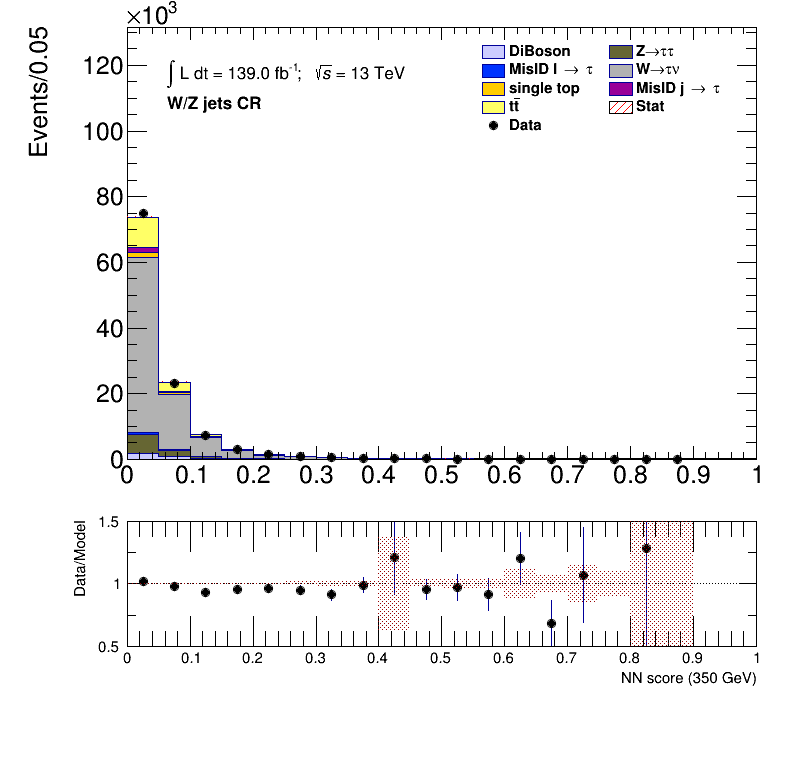 ×10³
Events/0.05
120
100
80
60
40
20
0
∫ L dt = 139.0 fb⁻¹; √s = 13 TeV
W/Z jets CR
DiBoson
MisID l → τ
single top
tt̄
Data
Z→ττ
W→τν
MisID j → τ
Stat
0 0.1 0.2 0.3 0.4 0.5 0.6 0.7 0.8 0.9 1
Data/Model
1.5
1
0.5
0 0.1 0.2 0.3 0.4 0.5 0.6 0.7 0.8 0.9 1
NN score (350 GeV)